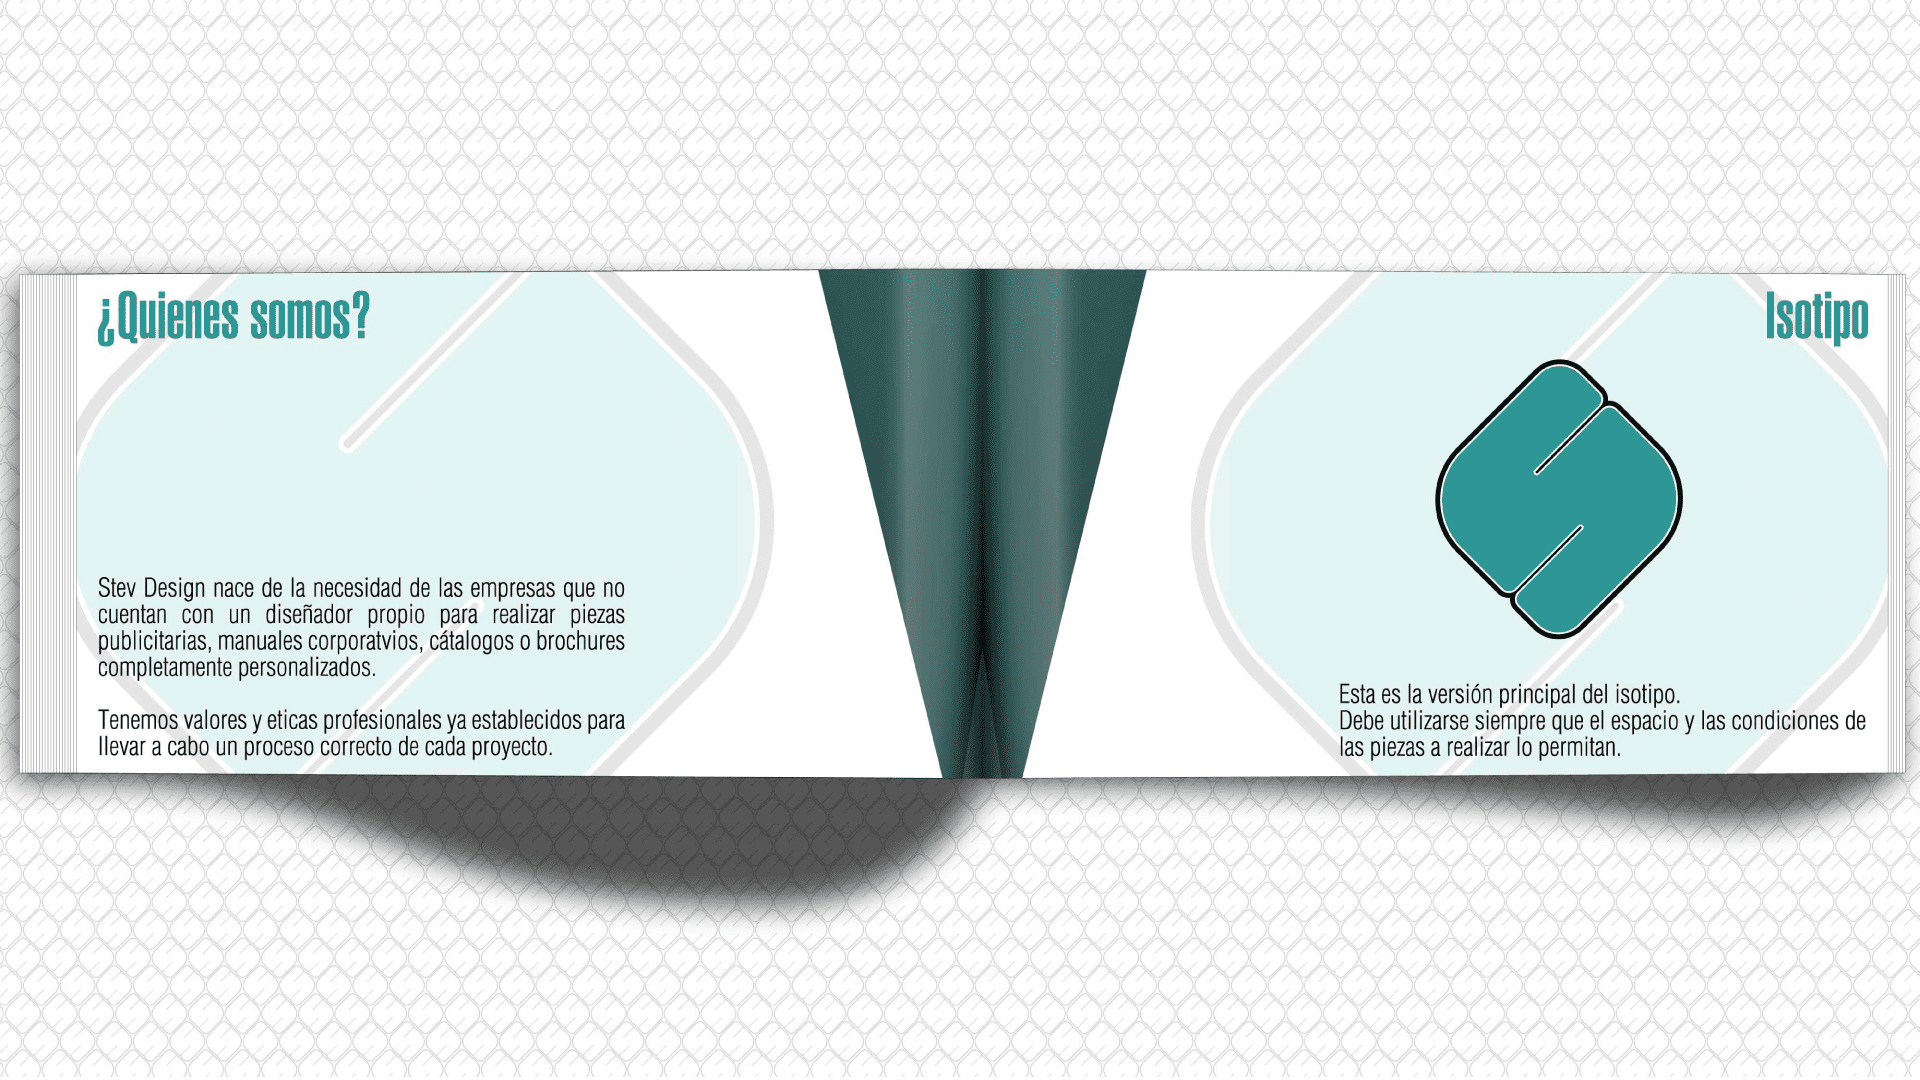 ¿Quienes somos?
Stev Design nace de la necesidad de las empresas que no
cuentan con un diseñador propio para realizar piezas
publicitarias, manuales corporatvios, cátalogos o brochures
completamente personalizados.
Tenemos valores y eticas profesionales ya establecidos para
llevar a cabo un proceso correcto de cada proyecto.
Isotipo
Esta es la versión principal del isotipo.
Debe utilizarse siempre que el espacio y las condiciones de
las piezas a realizar lo permitan.